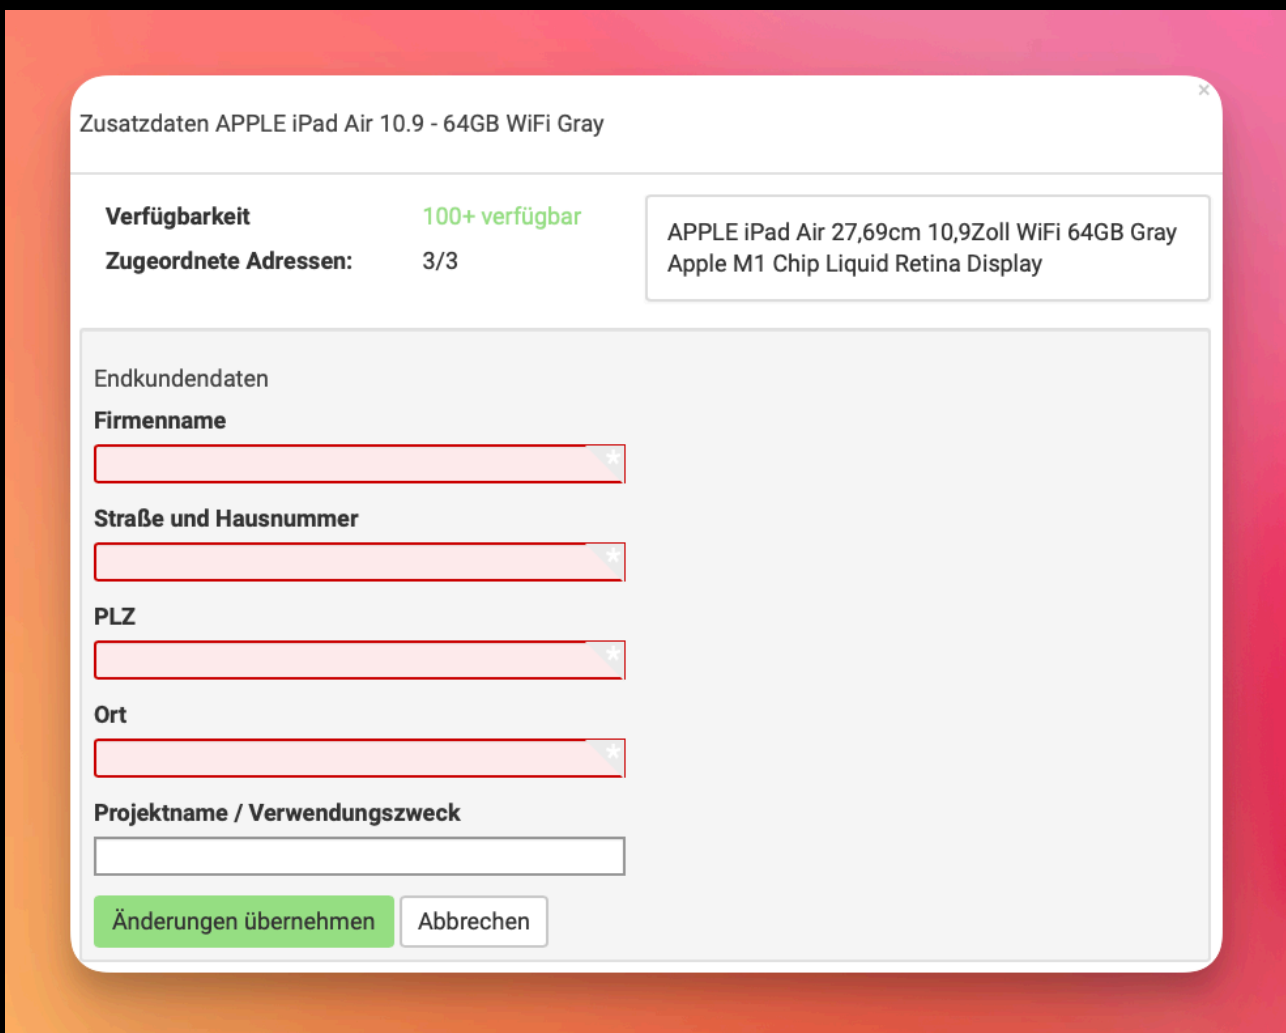 ×
Zusatzdaten APPLE iPad Air 10.9 - 64GB WiFi Gray
Verfügbarkeit 100+ verfügbar
Zugeordnete Adressen: 3/3
APPLE iPad Air 27,69cm 10,9Zoll WiFi 64GB Gray
Apple M1 Chip Liquid Retina Display
Endkundendaten
Firmenname
*
Straße und Hausnummer
*
PLZ
*
Ort
*
Projektname / Verwendungszweck
Änderungen übernehmen Abbrechen